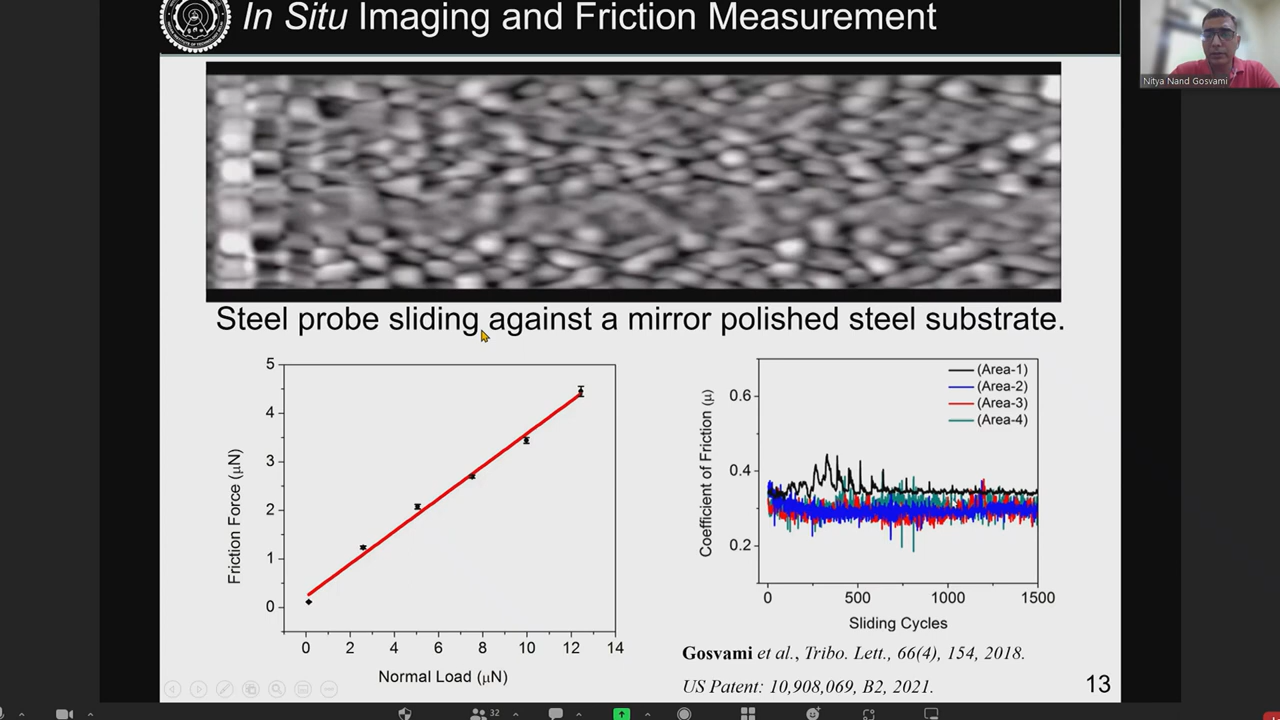 In Situ Imaging and Friction Measurement
Nitya Nand Gosvami
Steel probe sliding against a mirror polished steel substrate.
5
4
3
2
1
0
Friction Force (μN)
0 2 4 6 8 10 12 14
Normal Load (μN)
0.6
0.4
0.2
Coefficient of Friction (μ)
(Area-1)
(Area-2)
(Area-3)
(Area-4)
0 500 1000 1500
Sliding Cycles
Gosvami et al., Tribo. Lett., 66(4), 154, 2018.
US Patent: 10,908,069, B2, 2021.
13
32